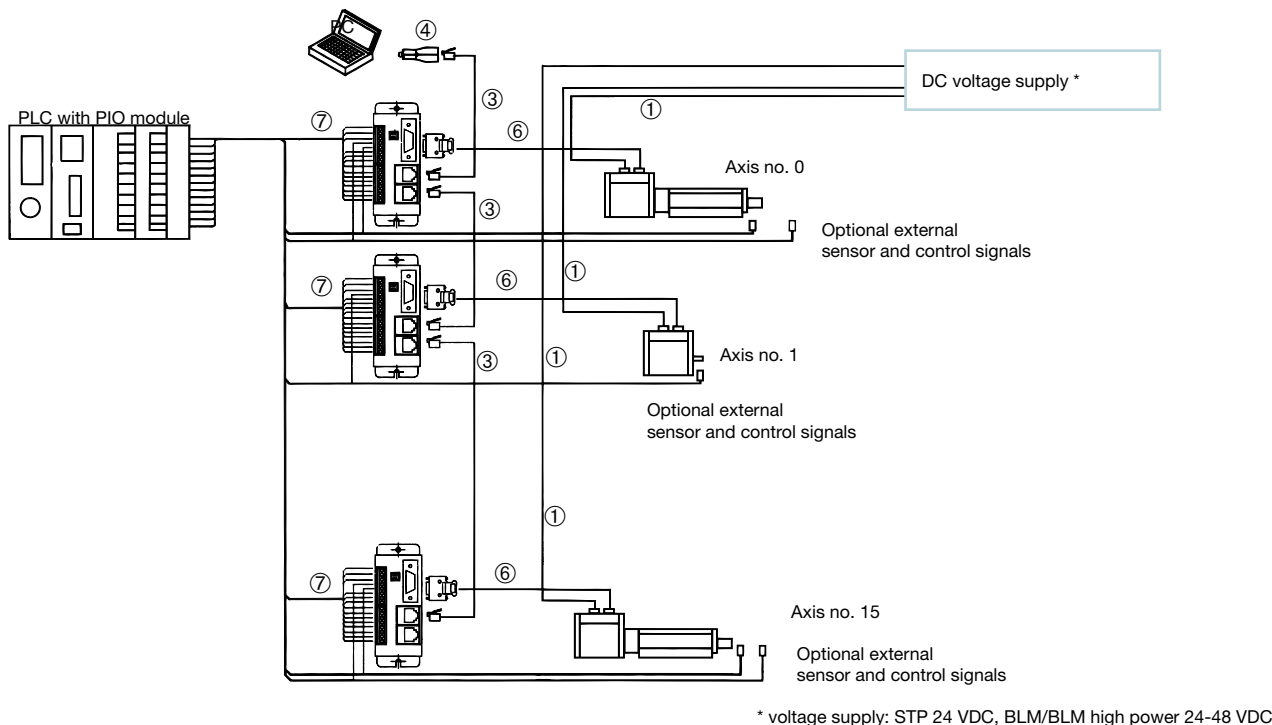 PC
④
DC voltage supply *
③
①
PLC with PIO module
⑦
⑥
Axis no. 0
③
Optional external
sensor and control signals
⑦
⑥
①
①
Axis no. 1
③
Optional external
sensor and control signals
①
⑦
⑥
Axis no. 15
Optional external
sensor and control signals
* voltage supply: STP 24 VDC, BLM/BLM high power 24-48 VDC